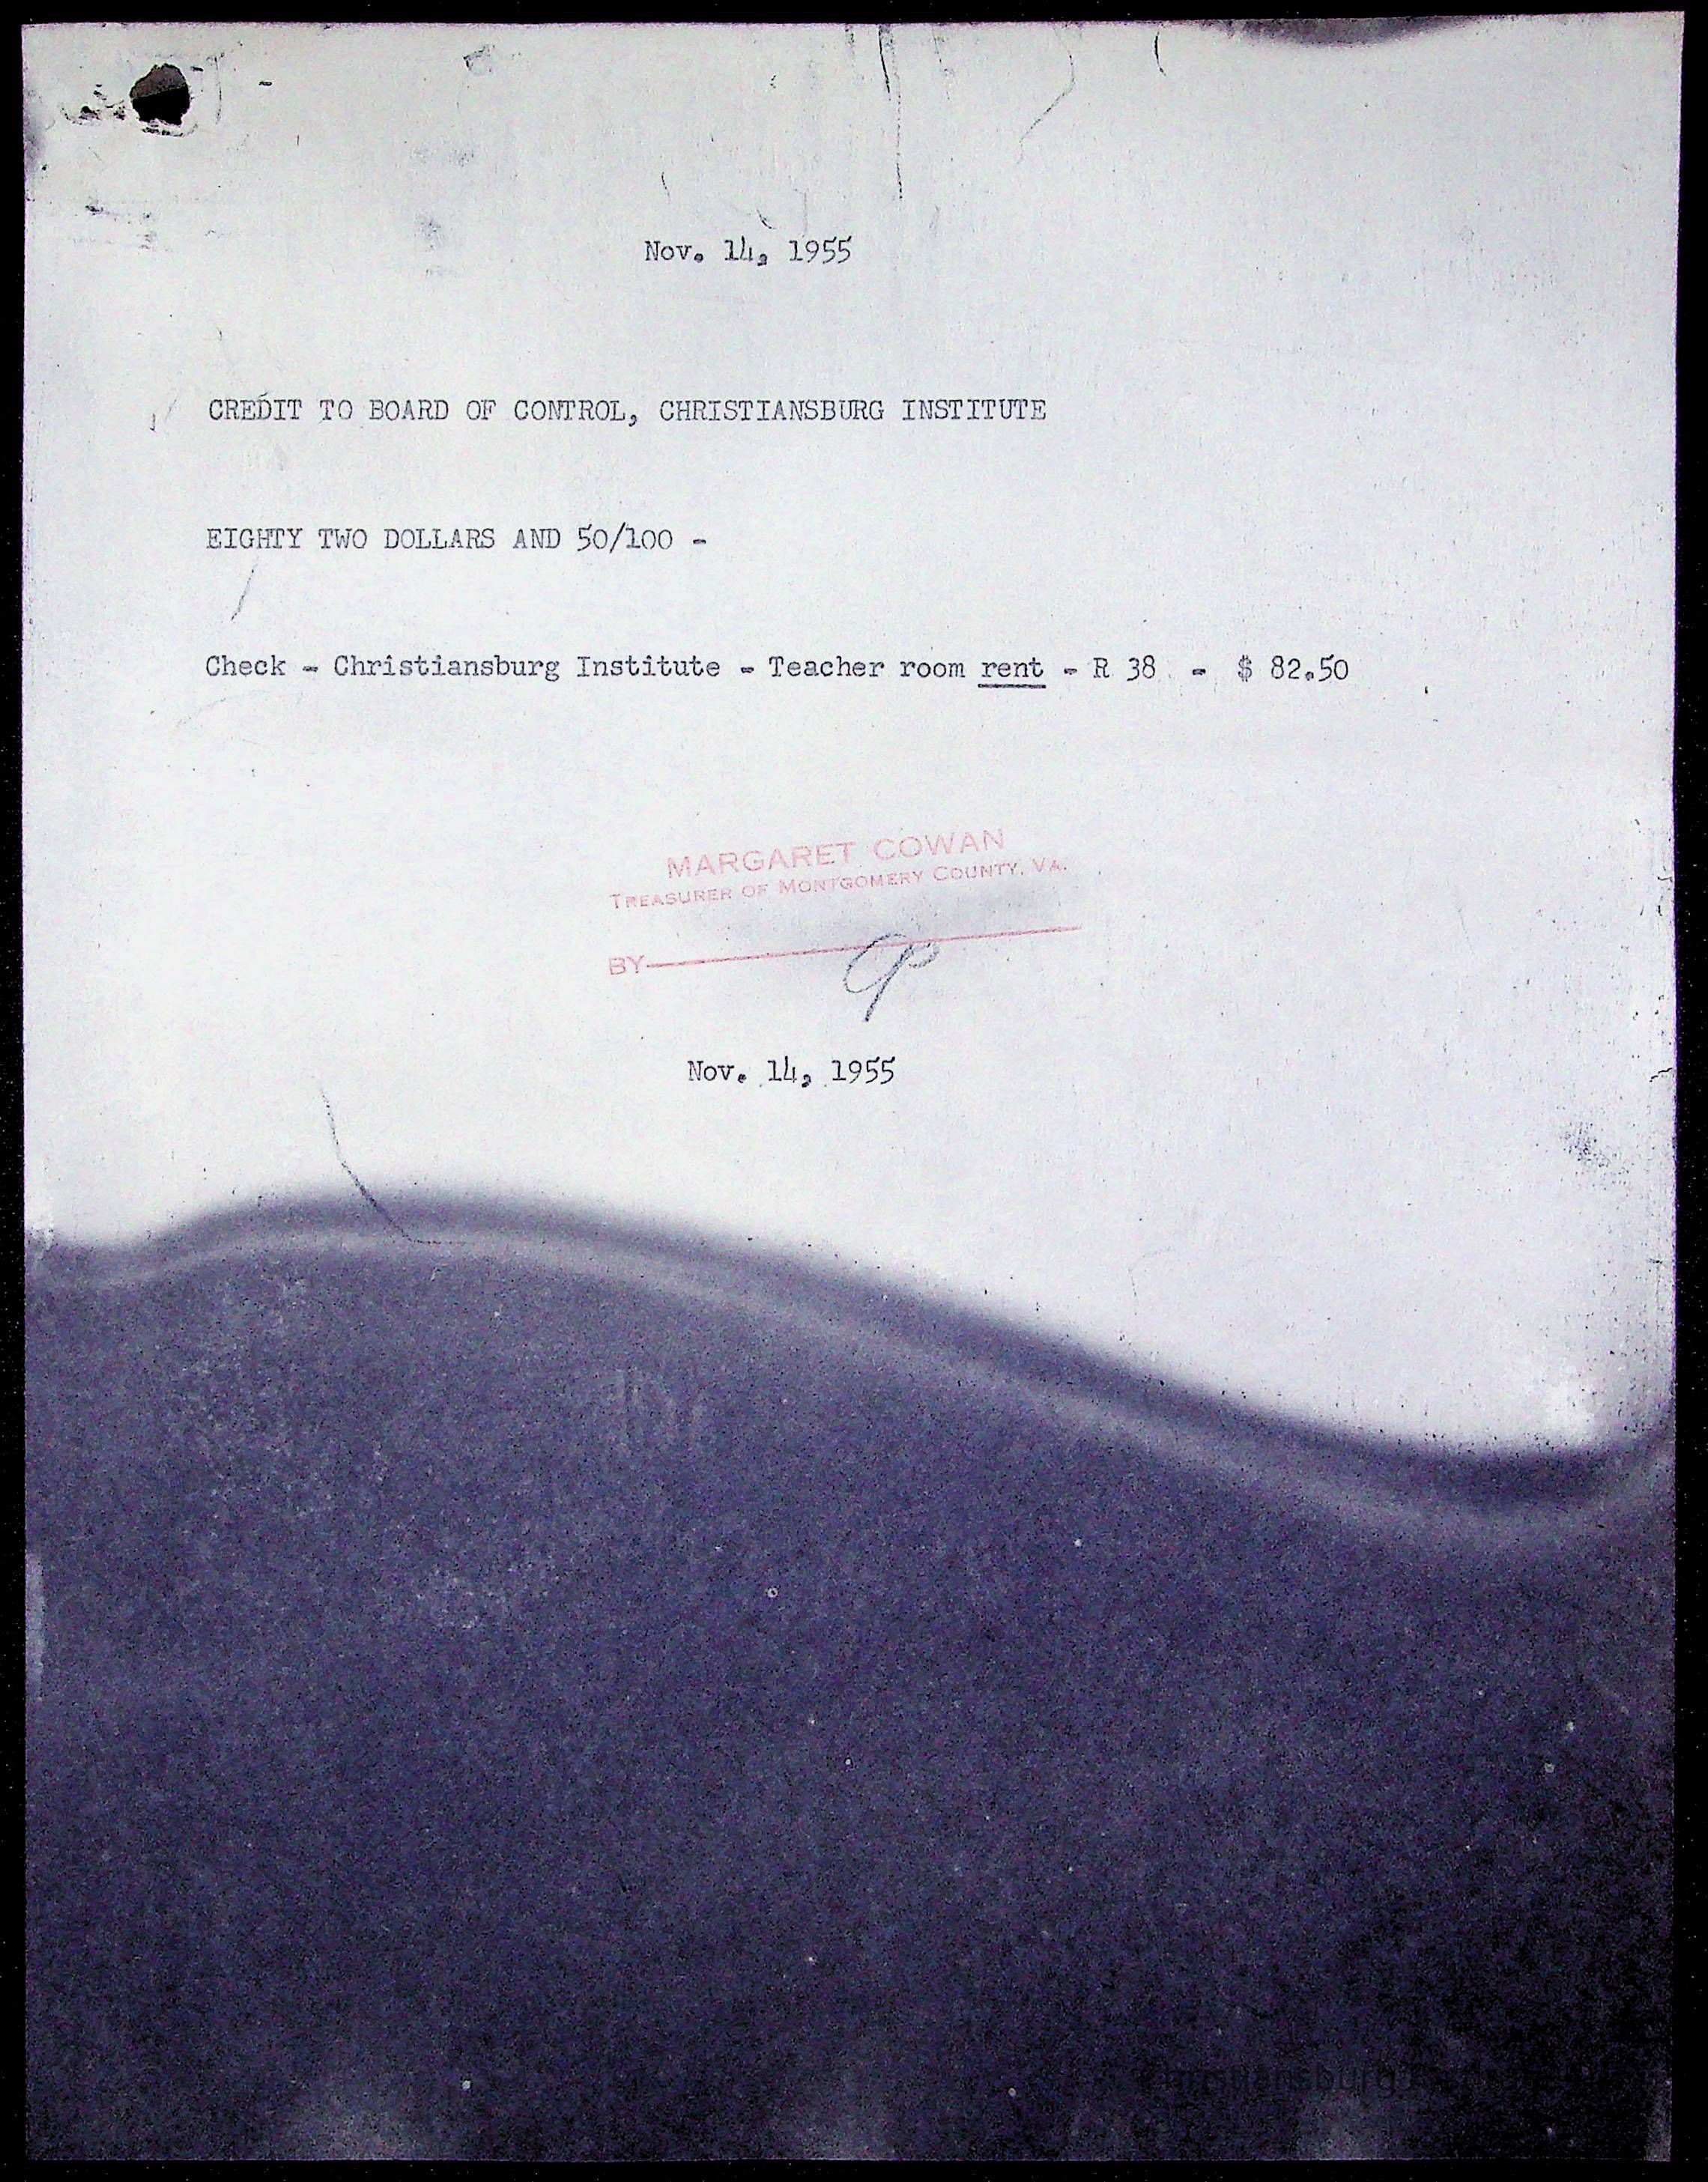 Nov. 14, 1955
CREDIT TO BOARD OF CONTROL, CHRISTIANSBURG INSTITUTE
EIGHTY TWO DOLLARS AND 50/100 -
Check - Christiansburg Institute - Teacher room rent - R 38 - $ 82.50
MARGARET COWAN
TREASURER OF MONTGOMERY COUNTY, VA.
BY
Nov. 14, 1955